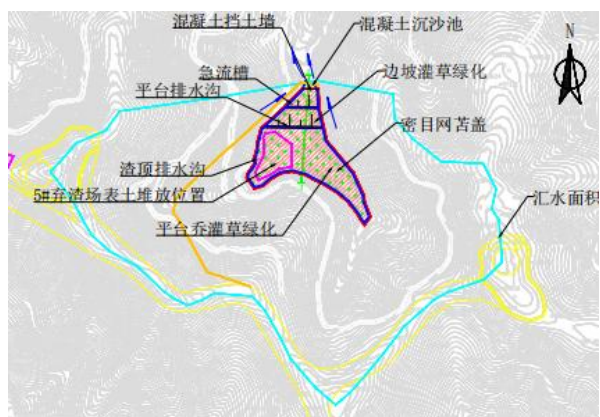 混凝土挡土墙
混凝土沉沙池
N
急流槽
边坡灌草绿化
平台排水沟
密目网苫盖
渣顶排水沟
5#弃渣场表土堆放位置
汇水面积
平台乔灌草绿化